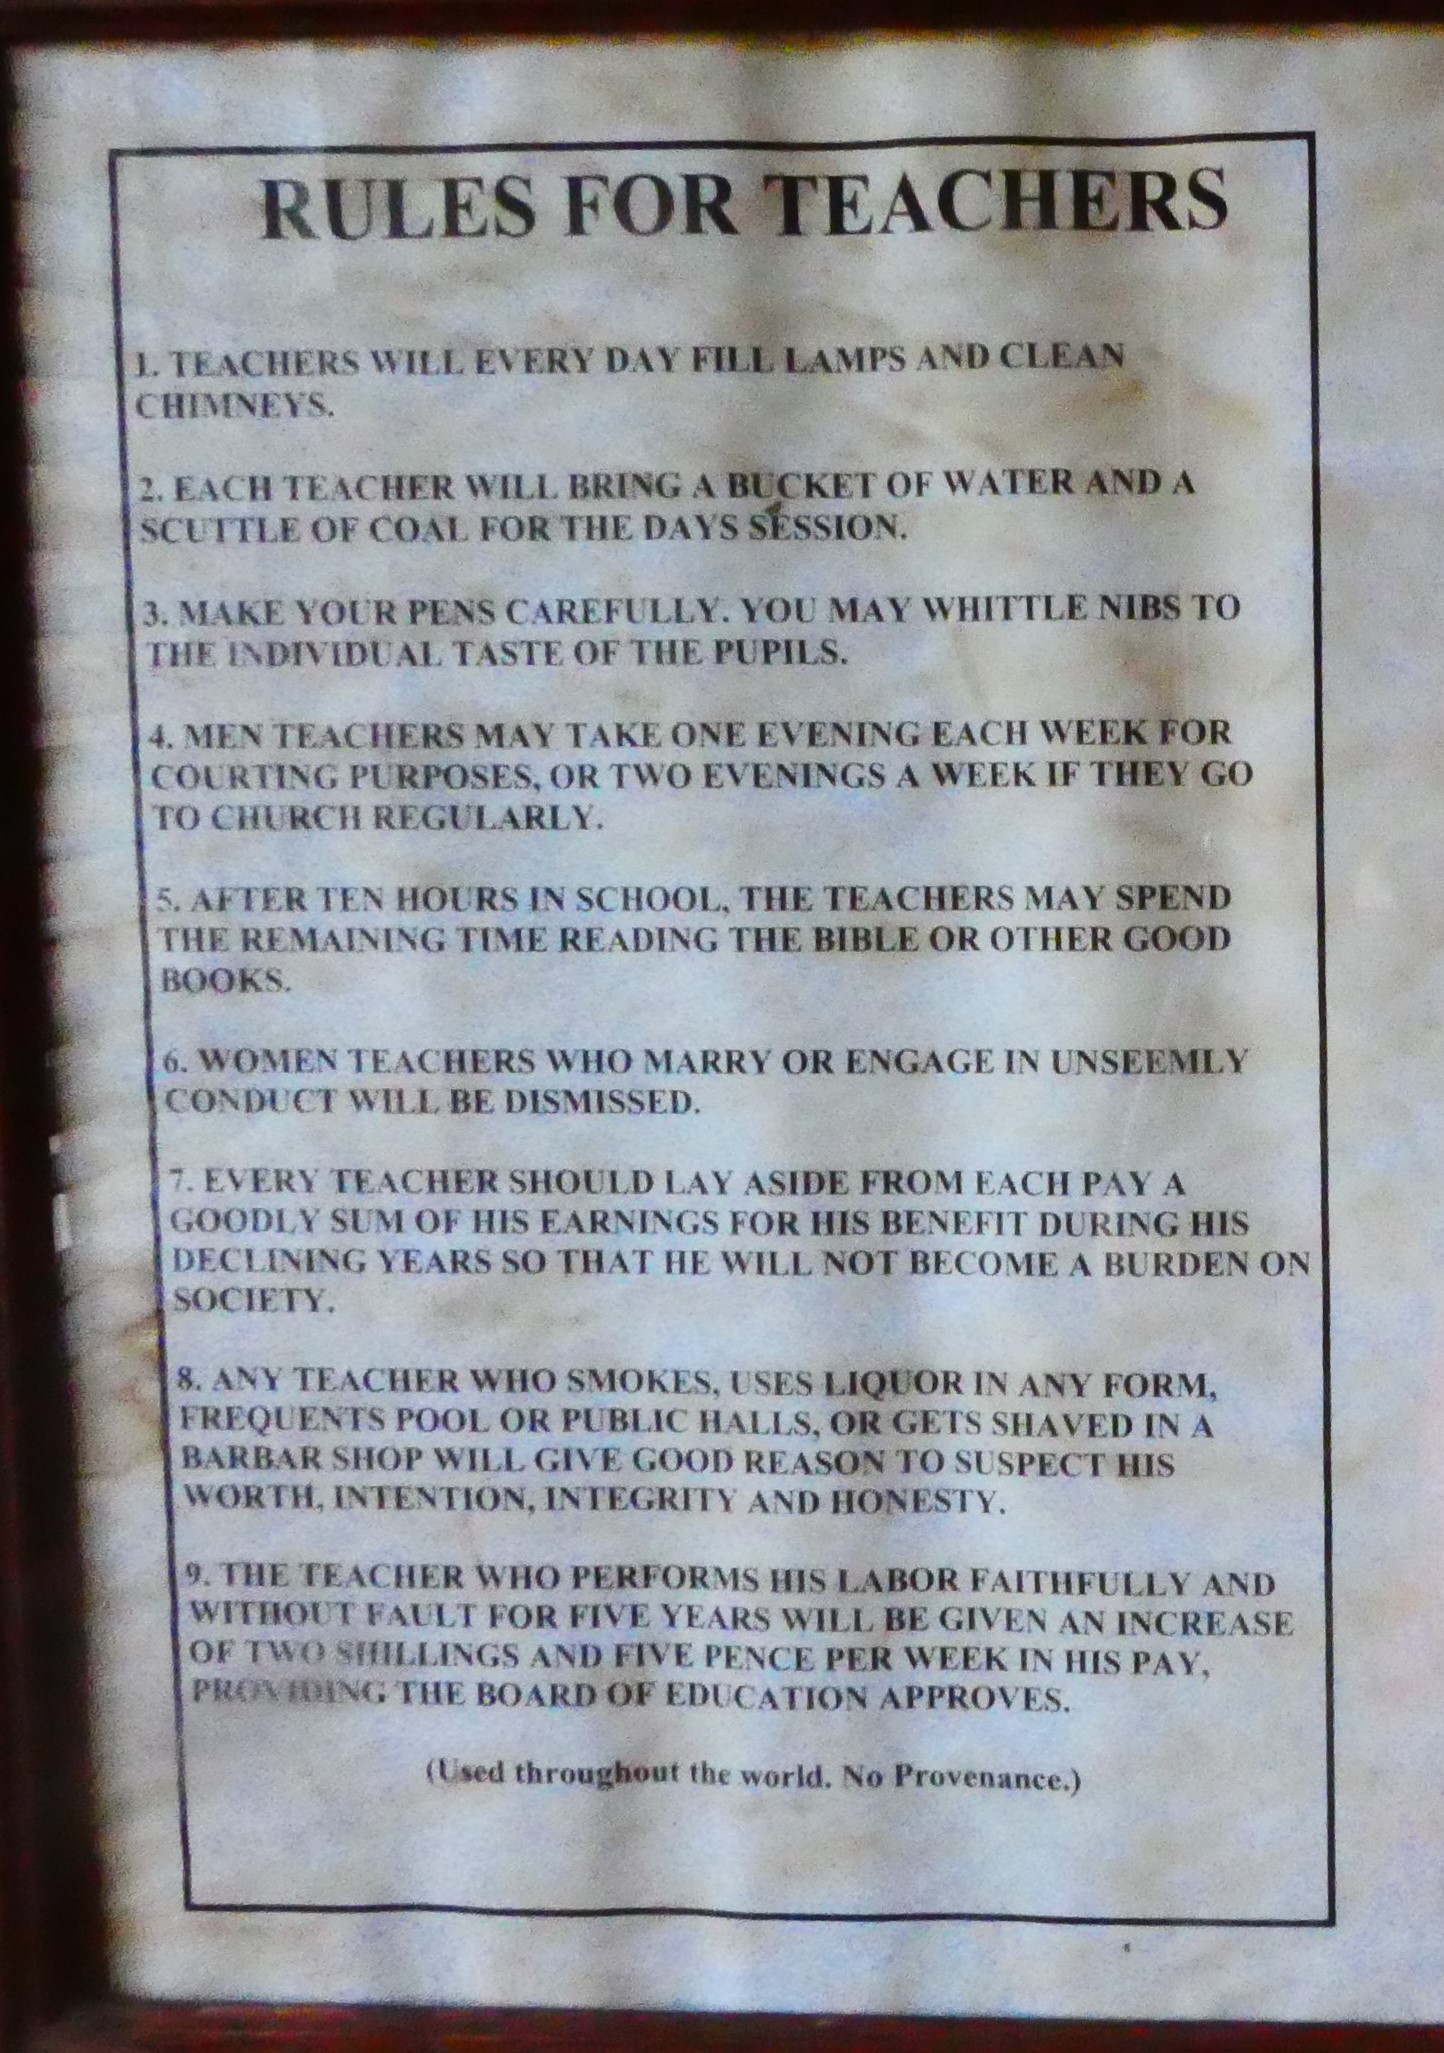 RULES FOR TEACHERS
1. TEACHERS WILL EVERY DAY FILL LAMPS AND CLEAN
CHIMNEYS.
2. EACH TEACHER WILL BRING A BUCKET OF WATER AND A
SCUTTLE OF COAL FOR THE DAYS SESSION.
3. MAKE YOUR PENS CAREFULLY. YOU MAY WHITTLE NIBS TO
THE INDIVIDUAL TASTE OF THE PUPILS.
4. MEN TEACHERS MAY TAKE ONE EVENING EACH WEEK FOR
COURTING PURPOSES, OR TWO EVENINGS A WEEK IF THEY GO
TO CHURCH REGULARLY.
5. AFTER TEN HOURS IN SCHOOL, THE TEACHERS MAY SPEND
THE REMAINING TIME READING THE BIBLE OR OTHER GOOD
BOOKS.
6. WOMEN TEACHERS WHO MARRY OR ENGAGE IN UNSEEMLY
CONDUCT WILL BE DISMISSED.
7. EVERY TEACHER SHOULD LAY ASIDE FROM EACH PAY A
GOODLY SUM OF HIS EARNINGS FOR HIS BENEFIT DURING HIS
DECLINING YEARS SO THAT HE WILL NOT BECOME A BURDEN ON
SOCIETY.
8. ANY TEACHER WHO SMOKES, USES LIQUOR IN ANY FORM,
FREQUENTS POOL OR PUBLIC HALLS, OR GETS SHAVED IN A
BARBAR SHOP WILL GIVE GOOD REASON TO SUSPECT HIS
WORTH, INTENTION, INTEGRITY AND HONESTY.
9. THE TEACHER WHO PERFORMS HIS LABOR FAITHFULLY AND
WITHOUT FAULT FOR FIVE YEARS WILL BE GIVEN AN INCREASE
OF TWO SHILLINGS AND FIVE PENCE PER WEEK IN HIS PAY,
PROVIDING THE BOARD OF EDUCATION APPROVES.
(Used throughout the world. No Provenance.)